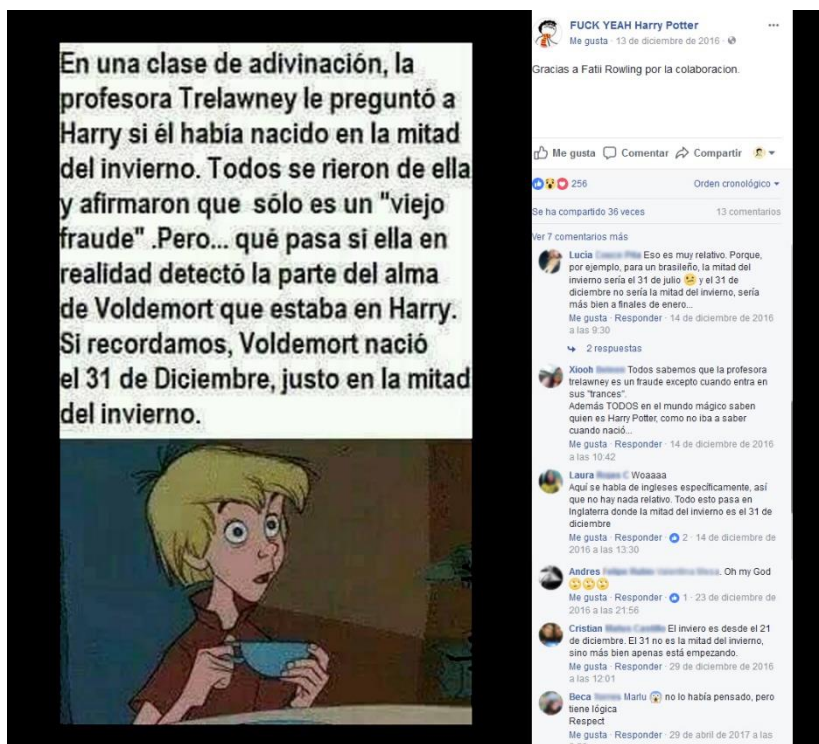 En una clase de adivinación, la
profesora Trelawney le preguntó a
Harry si él había nacido en la mitad
del invierno. Todos se rieron de ella
y afirmaron que sólo es un "viejo
fraude" .Pero... qué pasa si ella en
realidad detectó la parte del alma
de Voldemort que estaba en Harry.
Si recordamos, Voldemort nació
el 31 de Diciembre, justo en la mitad
del invierno.
FUCK YEAH Harry Potter
Me gusta · 13 de diciembre de 2016 ·
Gracias a Fatii Rowling por la colaboracion.
Me gusta Comentar Compartir
256 Orden cronológico
Se ha compartido 36 veces 13 comentarios
Ver 7 comentarios más
Lucia Eso es muy relativo. Porque,
por ejemplo, para un brasileño, la mitad del
invierno sería el 31 de julio 😕 y el 31 de
diciembre no sería la mitad del invierno, sería
más bien a finales de enero...
Me gusta · Responder · 14 de diciembre de 2016
a las 9:30
2 respuestas
Xiooh Todos sabemos que la profesora
trelawney es un fraude excepto cuando entra en
sus "trances".
Además TODOS en el mundo mágico saben
quien es Harry Potter, como no iba a saber
cuando nació...
Me gusta · Responder · 14 de diciembre de 2016
a las 10:42
Laura C Woaaaa
Aquí se habla de ingleses específicamente, así
que no hay nada relativo. Todo esto pasa en
Inglaterra donde la mitad del invierno es el 31 de
diciembre
Me gusta · Responder · 2 · 14 de diciembre de
2016 a las 13:30
Andres . Oh my God
🙄🙄🙄
Me gusta · Responder · 1 · 23 de diciembre de
2016 a las 21:56
Cristian El inviero es desde el 21
de diciembre. El 31 no es la mitad del invierno,
sino más bien apenas está empezando.
Me gusta · Responder · 29 de diciembre de 2016
a las 12:01
Beca Marlu 😱 no lo había pensado, pero
tiene lógica
Respect
Me gusta · Responder · 29 de abril de 2017 a las